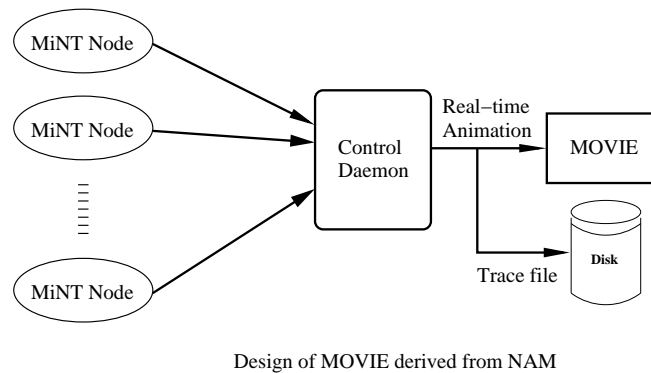 MiNT Node
MiNT Node
MiNT Node
Control
Daemon
Real−time
Animation
MOVIE
Disk
Trace file
Design of MOVIE derived from NAM